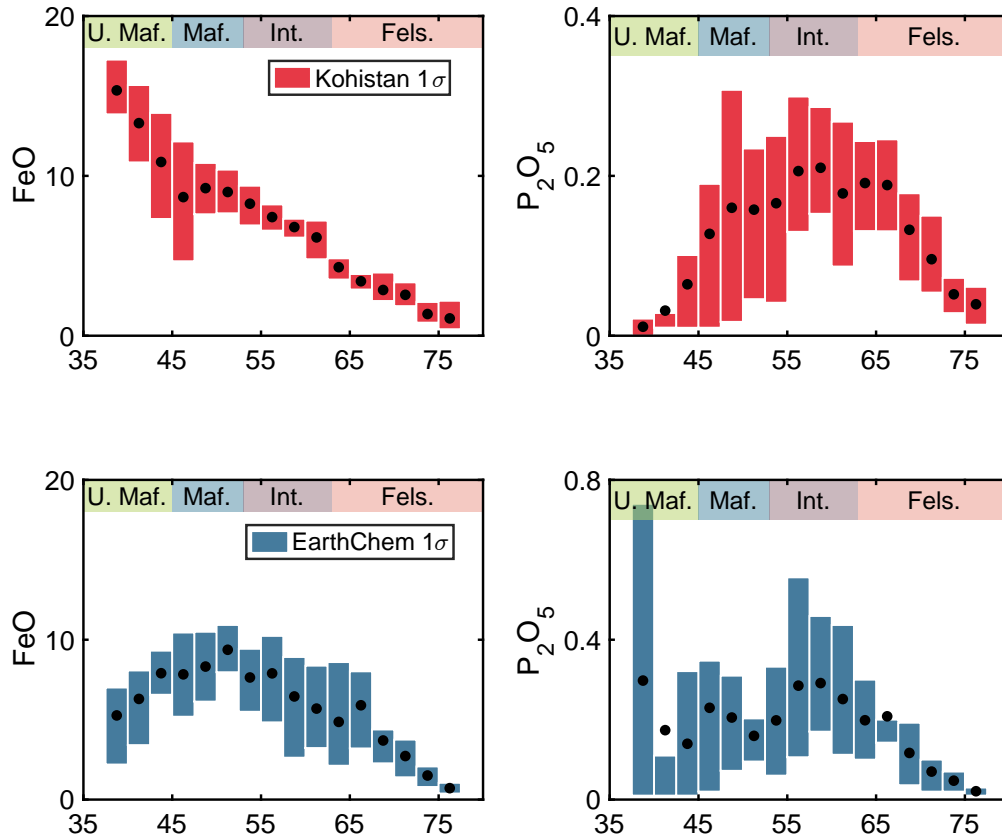 20
U. Maf. Maf. Int. Fels.
Kohistan 1σ
FeO
10
0
35 45 55 65 75
0.4
U. Maf. Maf. Int. Fels.
P₂O₅
0.2
0
35 45 55 65 75
20
U. Maf. Maf. Int. Fels.
EarthChem 1σ
FeO
10
0
35 45 55 65 75
0.8
U. Maf. Maf. Int. Fels.
P₂O₅
0.4
0
35 45 55 65 75